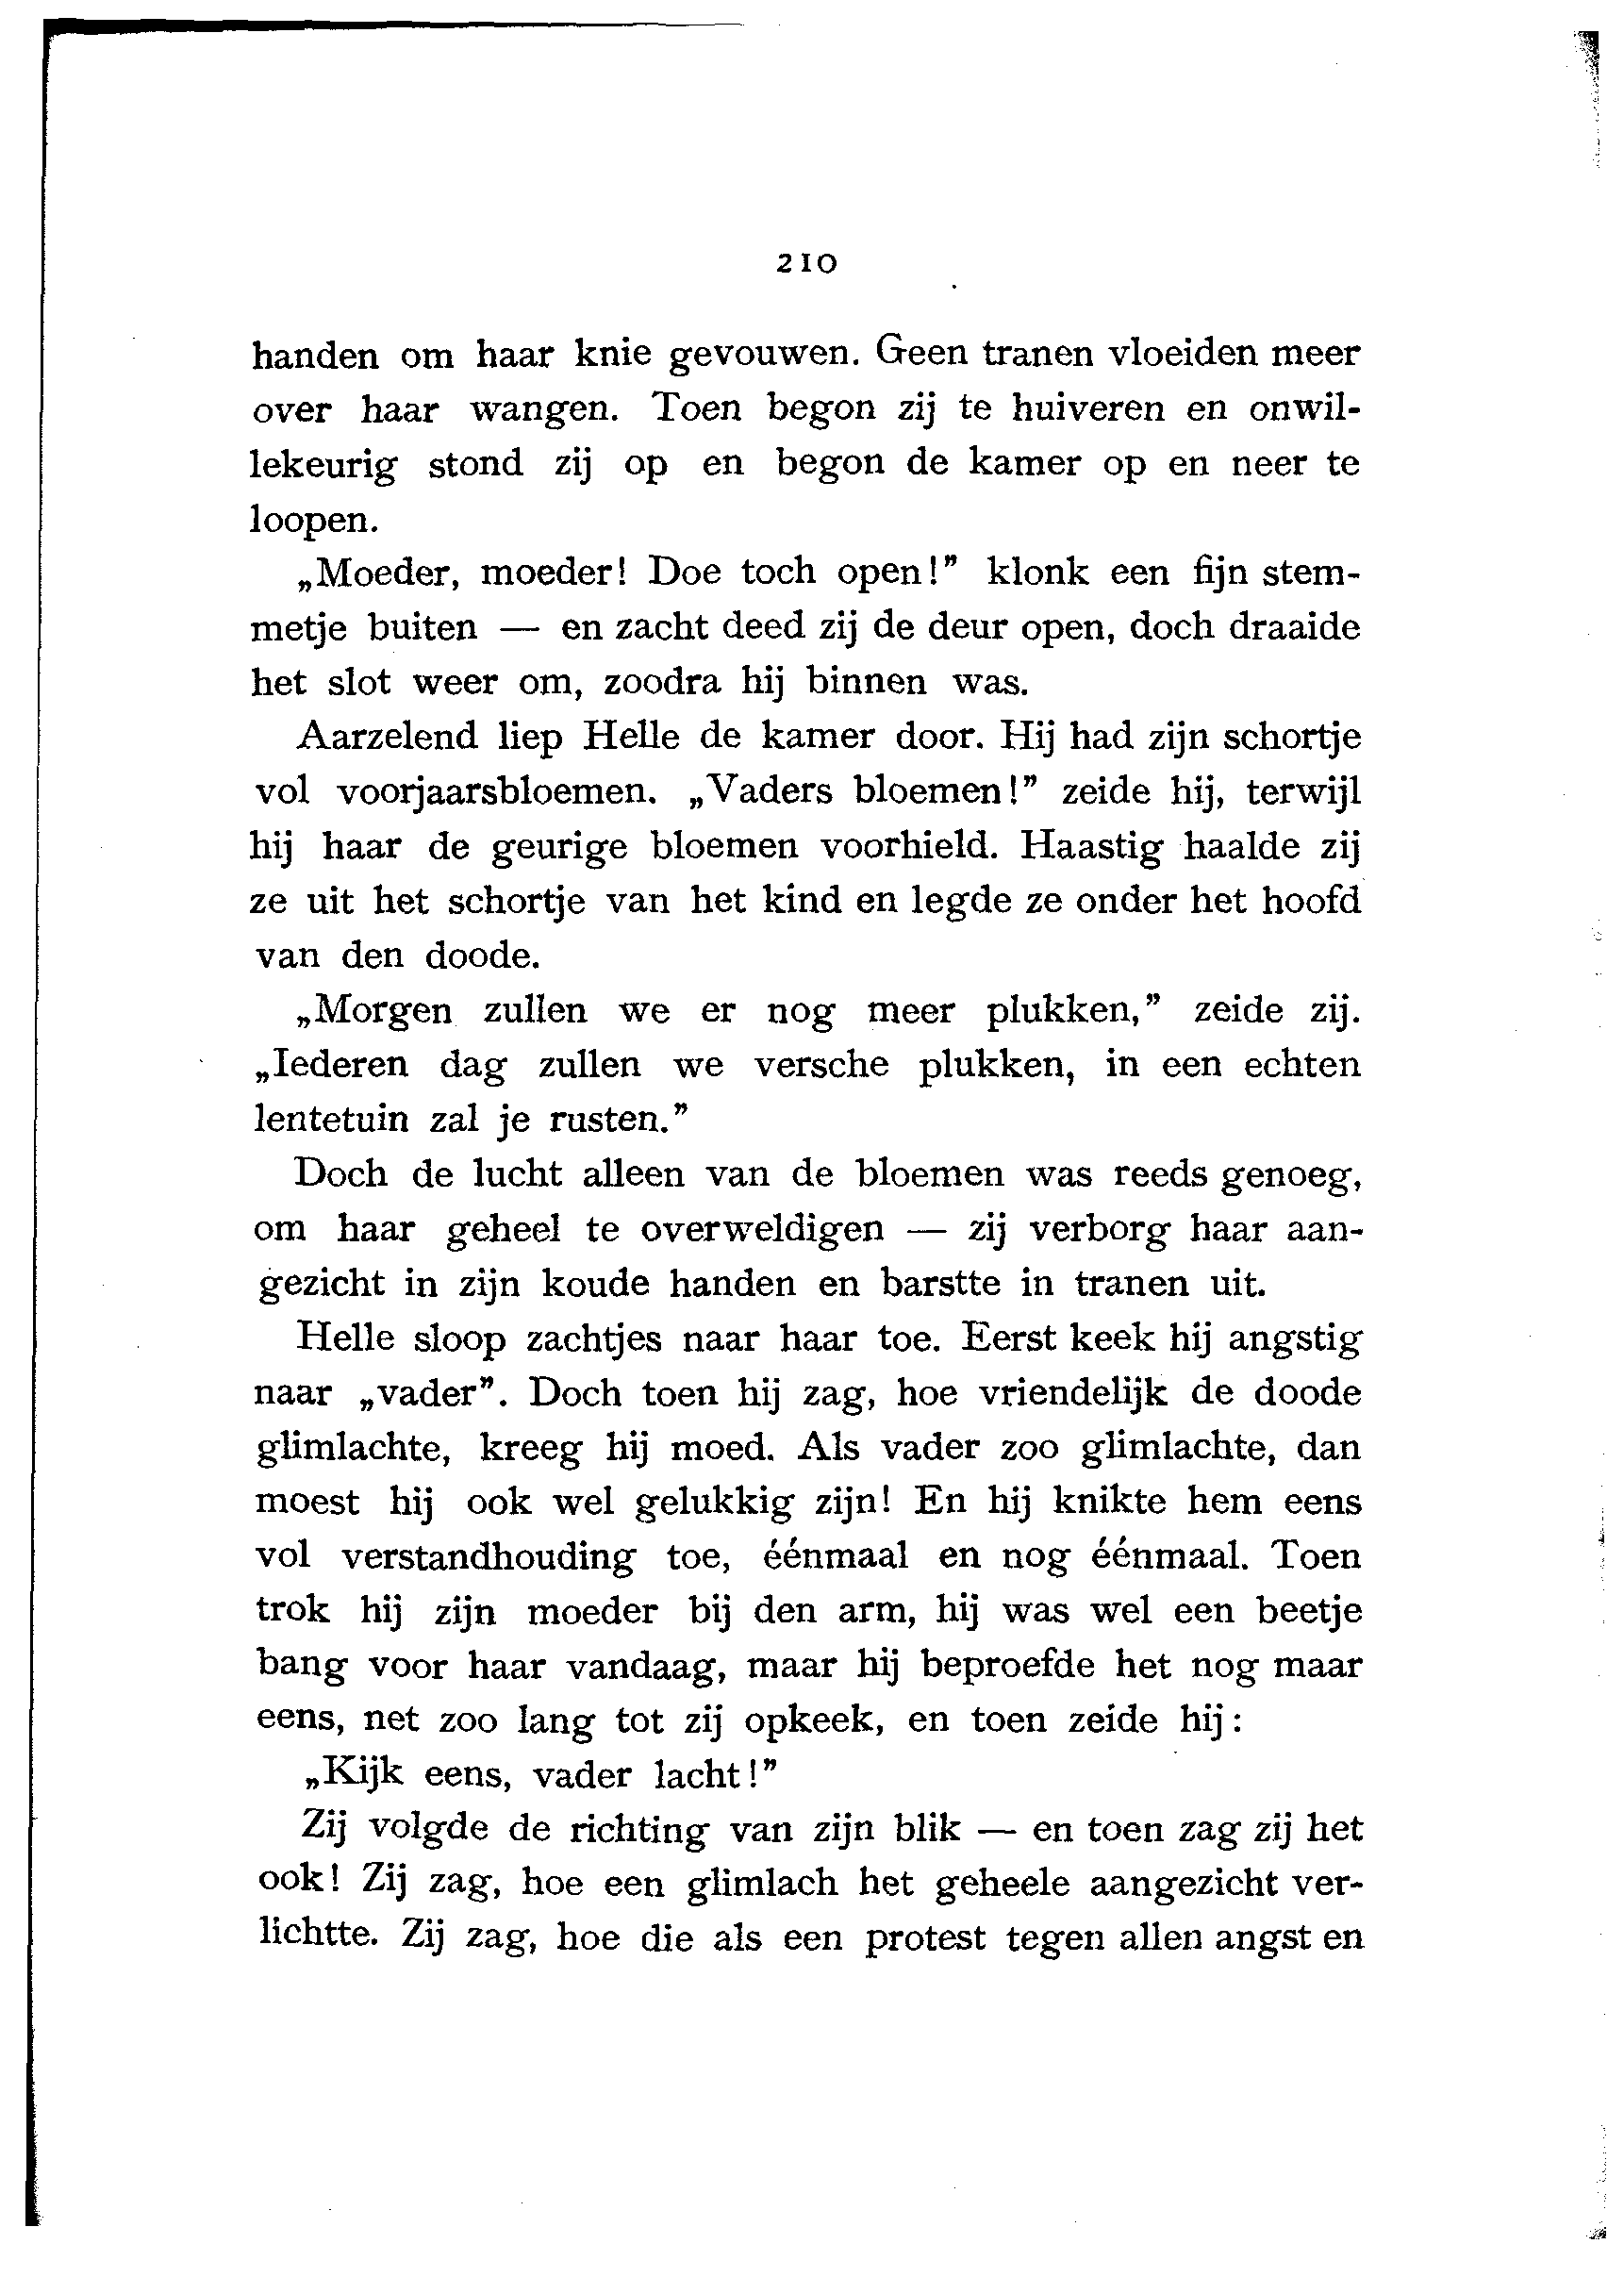 210
handen om haar knie gevouwen. Geen tranen vloeiden meer
over haar wangen. Toen begon zij te huiveren en onwil-
lekeurig stond zij op en begon de kamer op en neer te
loopen.
„Moeder, moeder! Doe toch open!” klonk een fijn stem-
metje buiten — en zacht deed zij de deur open, doch draaide
het slot weer om, zoodra hij binnen was.
Aarzelend liep Helle de kamer door. Hij had zijn schortje
vol voorjaarsbloemen. „Vaders bloemen!” zeide hij, terwijl
hij haar de geurige bloemen voorhield. Haastig haalde zij
ze uit het schortje van het kind en legde ze onder het hoofd
van den doode.
„Morgen zullen we er nog meer plukken,” zeide zij.
„Iederen dag zullen we versche plukken, in een echten
lentetuin zal je rusten.”
Doch de lucht alleen van de bloemen was reeds genoeg,
om haar geheel te overweldigen — zij verborg haar aan-
gezicht in zijn koude handen en barstte in tranen uit.
Helle sloop zachtjes naar haar toe. Eerst keek hij angstig
naar „vader”. Doch toen hij zag, hoe vriendelijk de doode
glimlachte, kreeg hij moed. Als vader zoo glimlachte, dan
moest hij ook wel gelukkig zijn! En hij knikte hem eens
vol verstandhouding toe, éénmaal en nog éénmaal. Toen
trok hij zijn moeder bij den arm, hij was wel een beetje
bang voor haar vandaag, maar hij beproefde het nog maar
eens, net zoo lang tot zij opkeek, en toen zeide hij:
„Kijk eens, vader lacht!”
Zij volgde de richting van zijn blik — en toen zag zij het
ook! Zij zag, hoe een glimlach het geheele aangezicht ver-
lichtte. Zij zag, hoe die als een protest tegen allen angst en